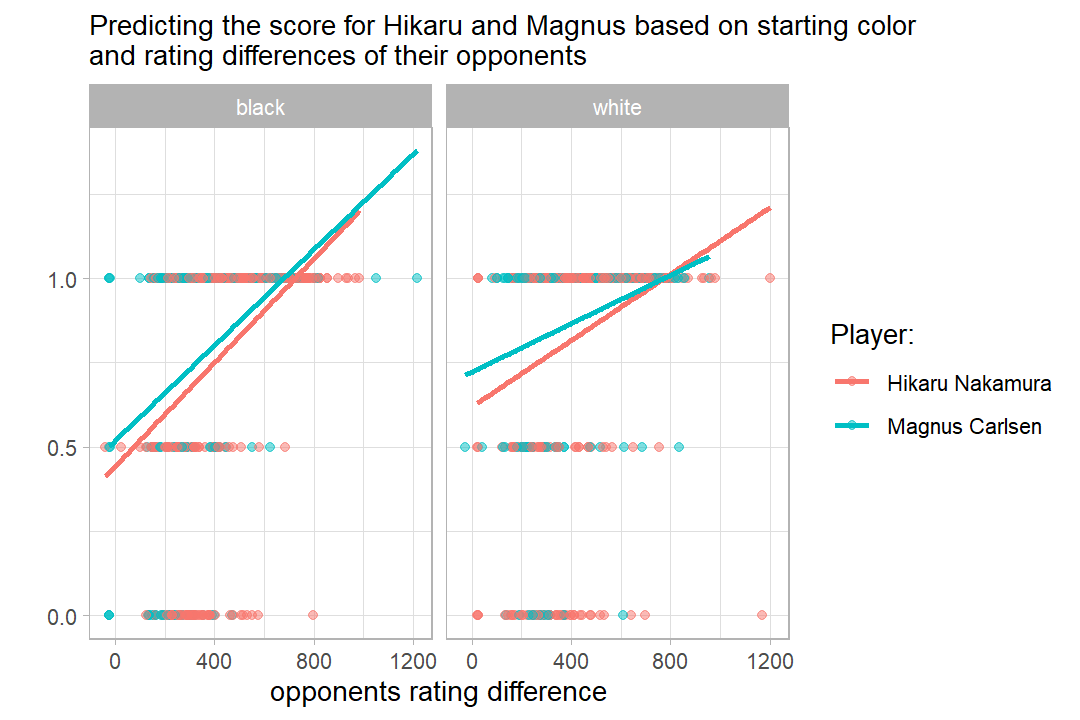 Predicting the score for Hikaru and Magnus based on starting color
and rating differences of their opponents
black
white
1.0
0.5
0.0
0
400
800
1200
0
400
800
1200
opponents rating difference
Player:
Hikaru Nakamura
Magnus Carlsen